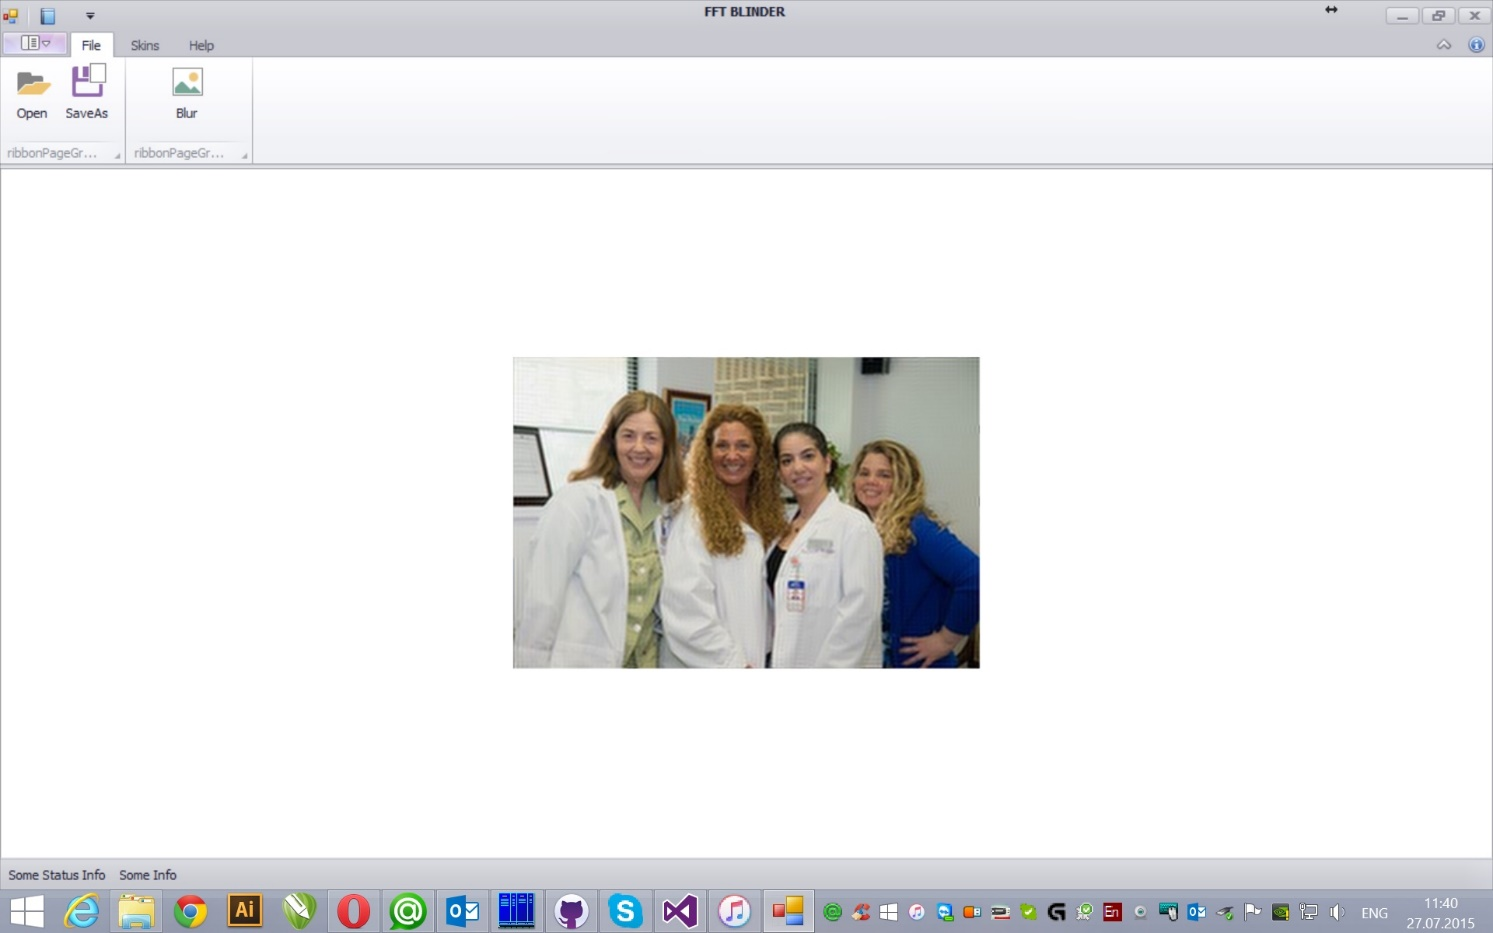 FFT BLINDER
File Skins Help
Open SaveAs Blur
ribbonPageGr... ribbonPageGr...
Some Status Info Some Info
Ai En ENG 11:40
27.07.2015